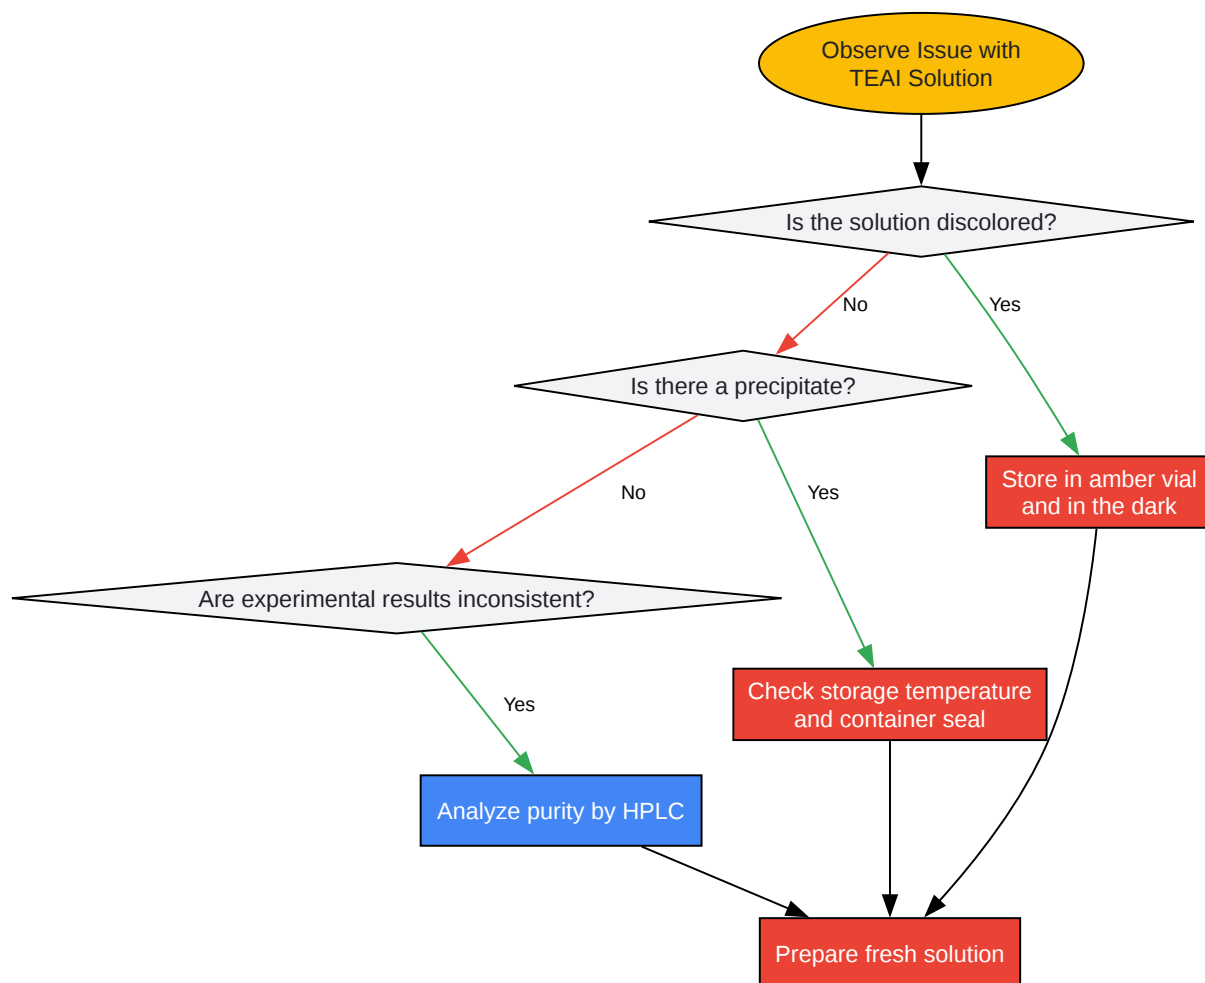 Observe Issue with
TEAI Solution
Is the solution discolored?
No
Yes
Is there a precipitate?
Store in amber vial
and in the dark
No
Yes
Are experimental results inconsistent?
Check storage temperature
and container seal
Yes
Analyze purity by HPLC
Prepare fresh solution